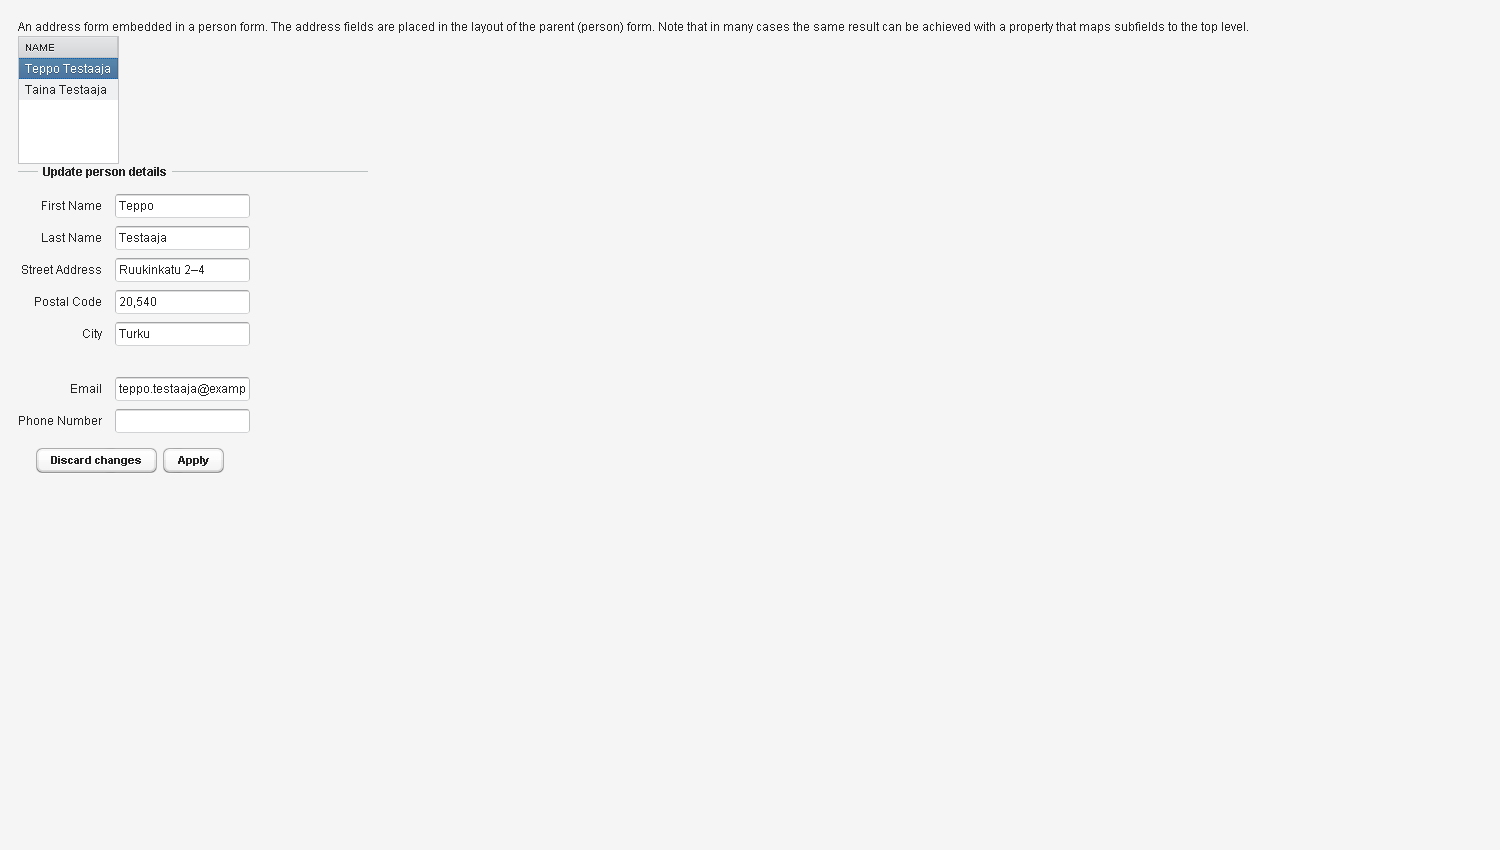 An address form embedded in a person form. The address fields are placed in the layout of the parent (person) form. Note that in many cases the same result can be achieved with a property that maps subfields to the top level.
NAME
Teppo Testaaja
Taina Testaaja
Update person details
First Name Teppo
Last Name Testaaja
Street Address Ruukinkatu 2–4
Postal Code 20,540
City Turku
Email teppo.testaaja@examp
Phone Number
Discard changes Apply